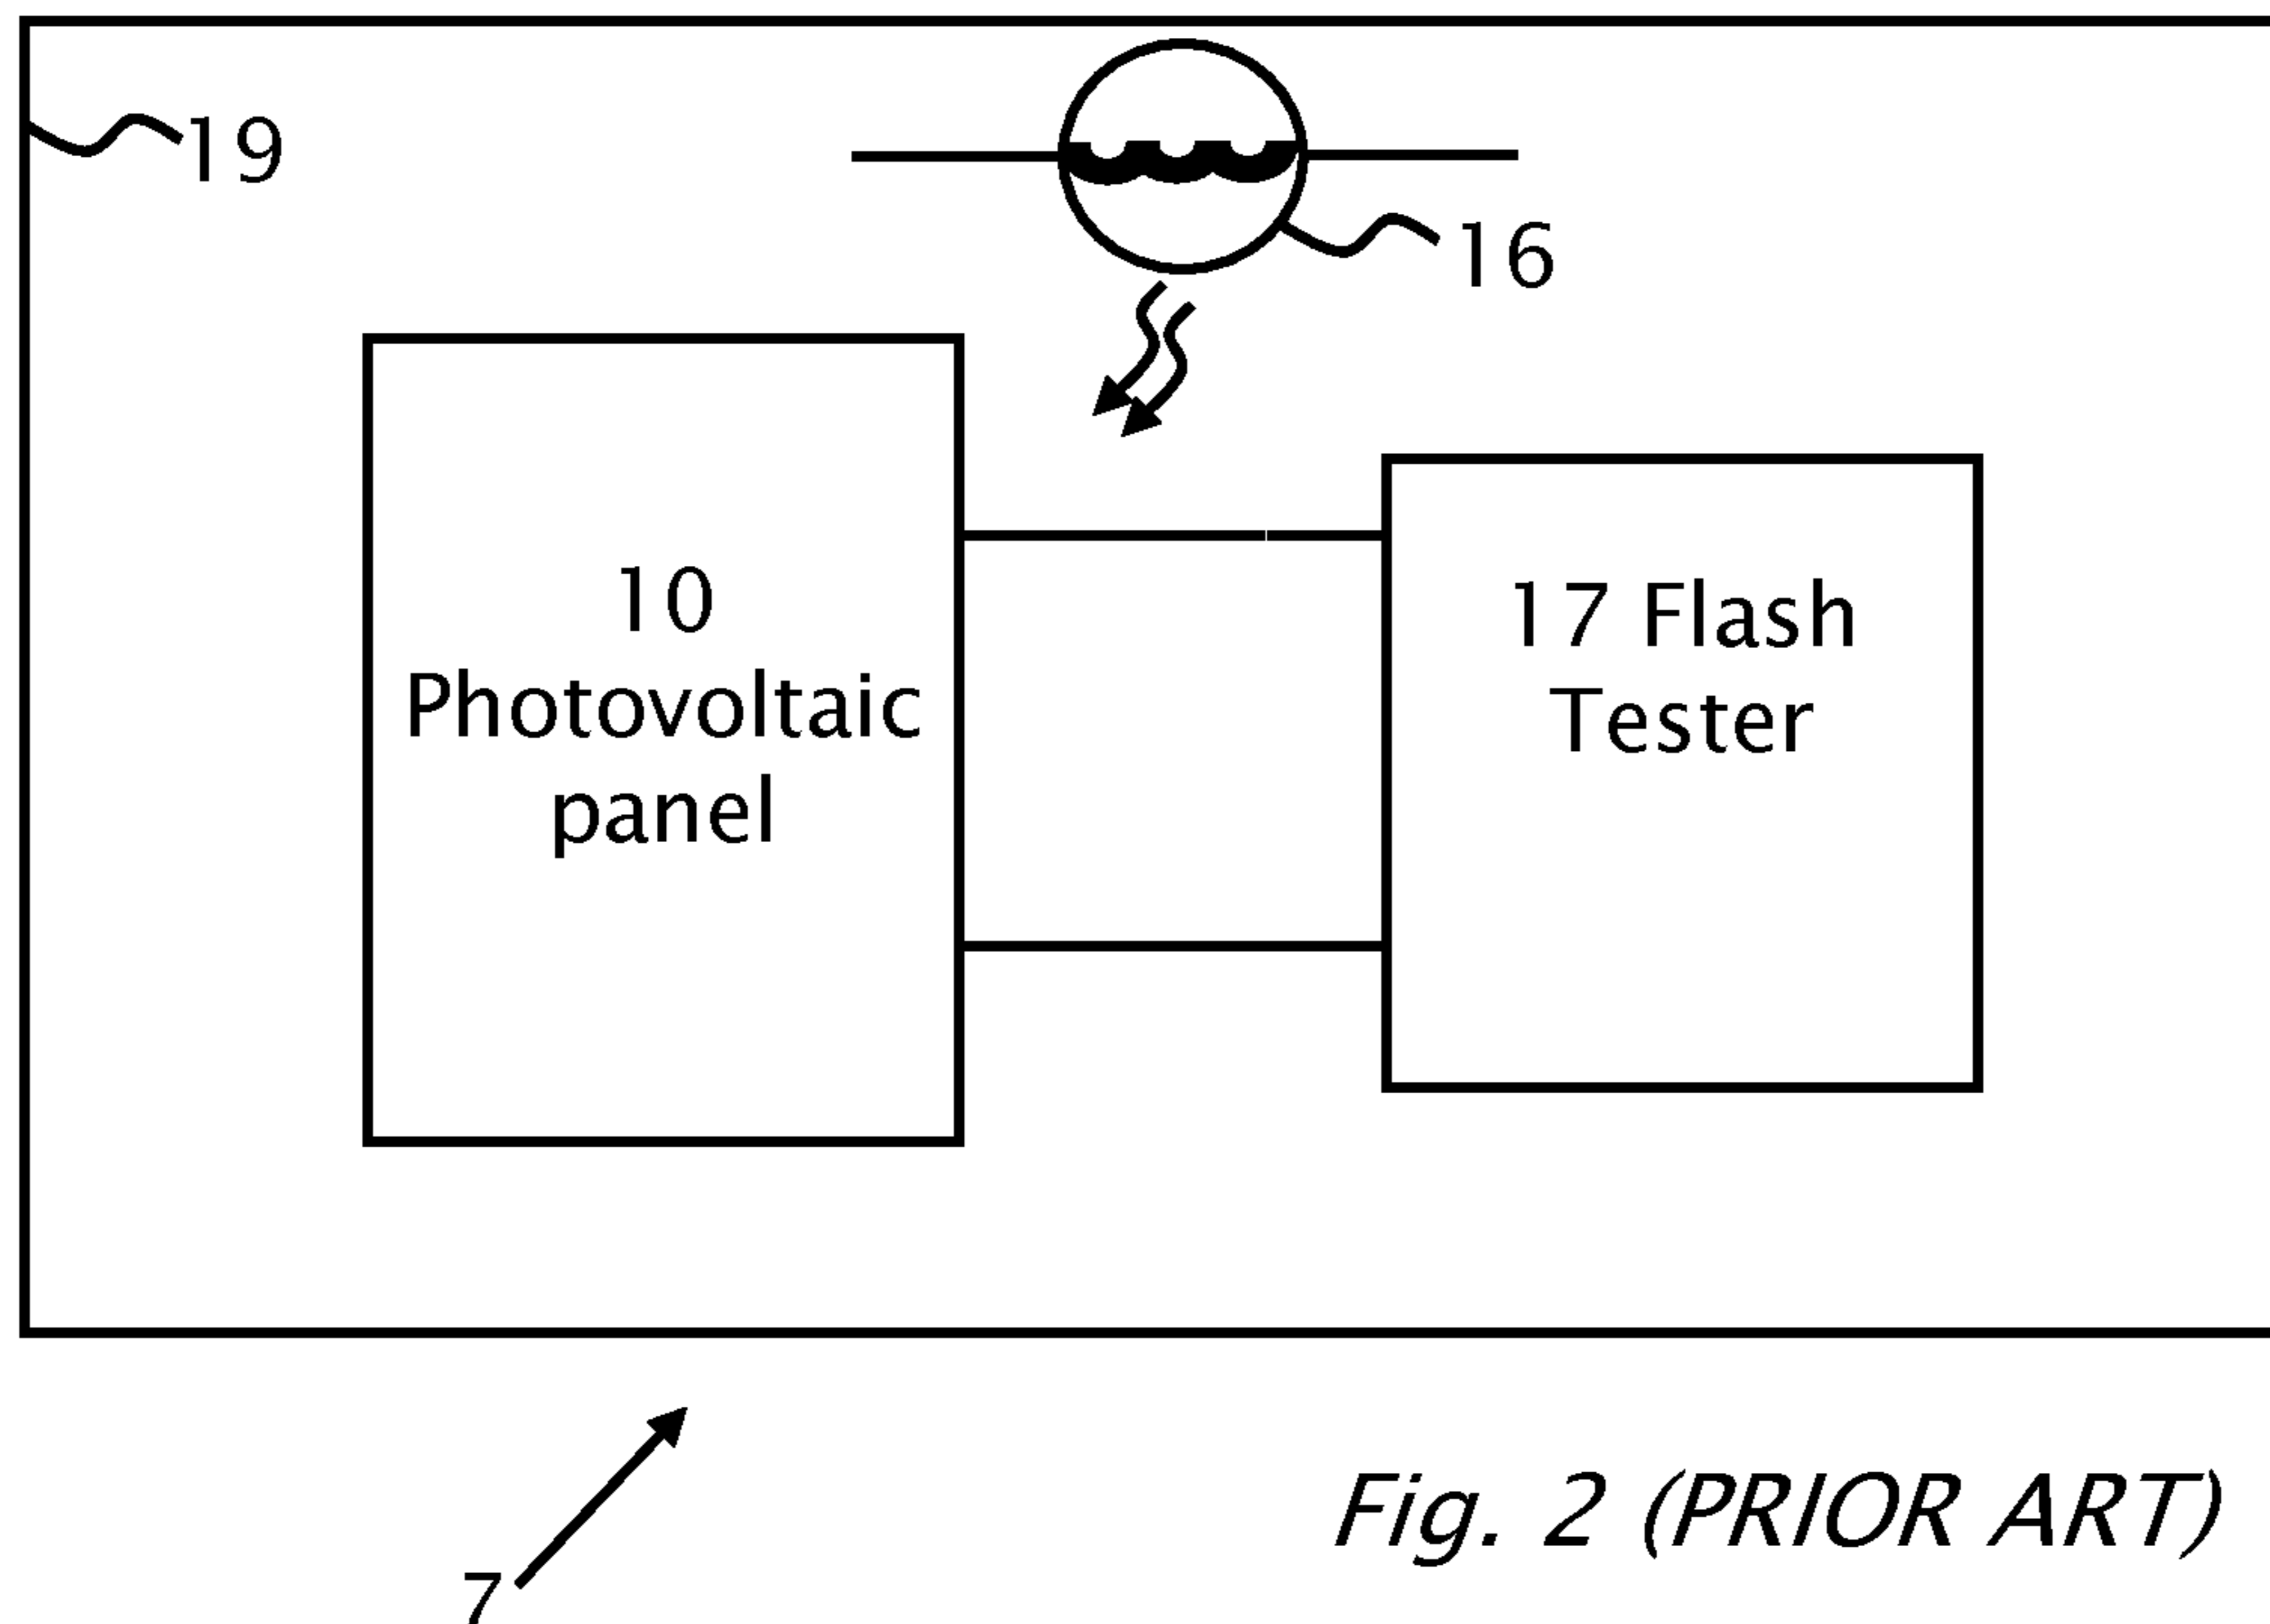 19
16
10
Photovoltaic
panel
17 Flash
Tester
Fig. 2 (PRIOR ART)
7